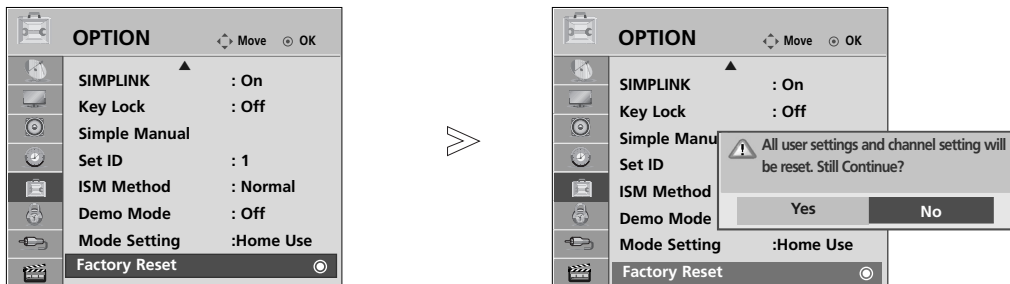 OPTION Move OK
SIMPLINK : On
Key Lock : Off
Simple Manual
Set ID : 1
ISM Method : Normal
Demo Mode : Off
Mode Setting :Home Use
Factory Reset
OPTION Move OK
SIMPLINK : On
Key Lock : Off
Simple Manu
Set ID
ISM Method
Demo Mode
Mode Setting :Home Use
Factory Reset
All user settings and channel setting will
be reset. Still Continue?
Yes No